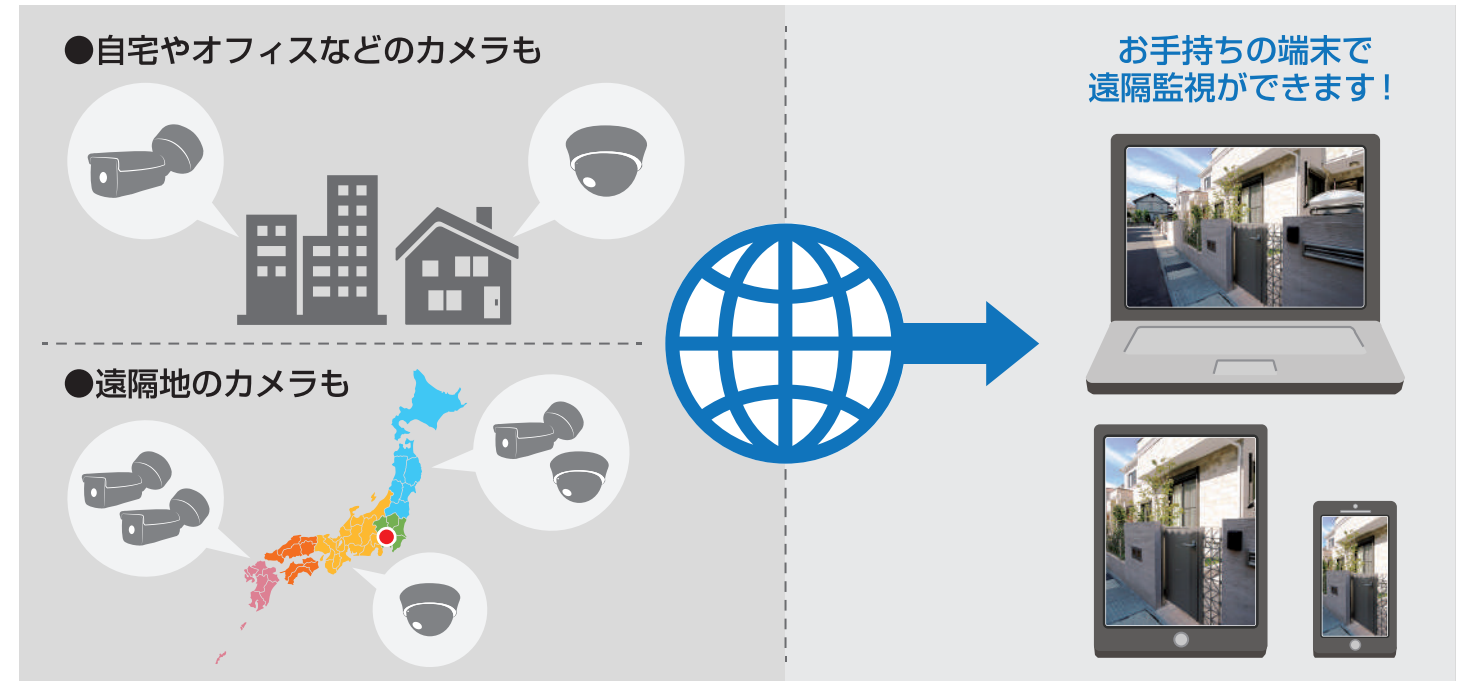 ●自宅やオフィスなどのカメラも
●遠隔地のカメラも
お手持ちの端末で
遠隔監視ができます!